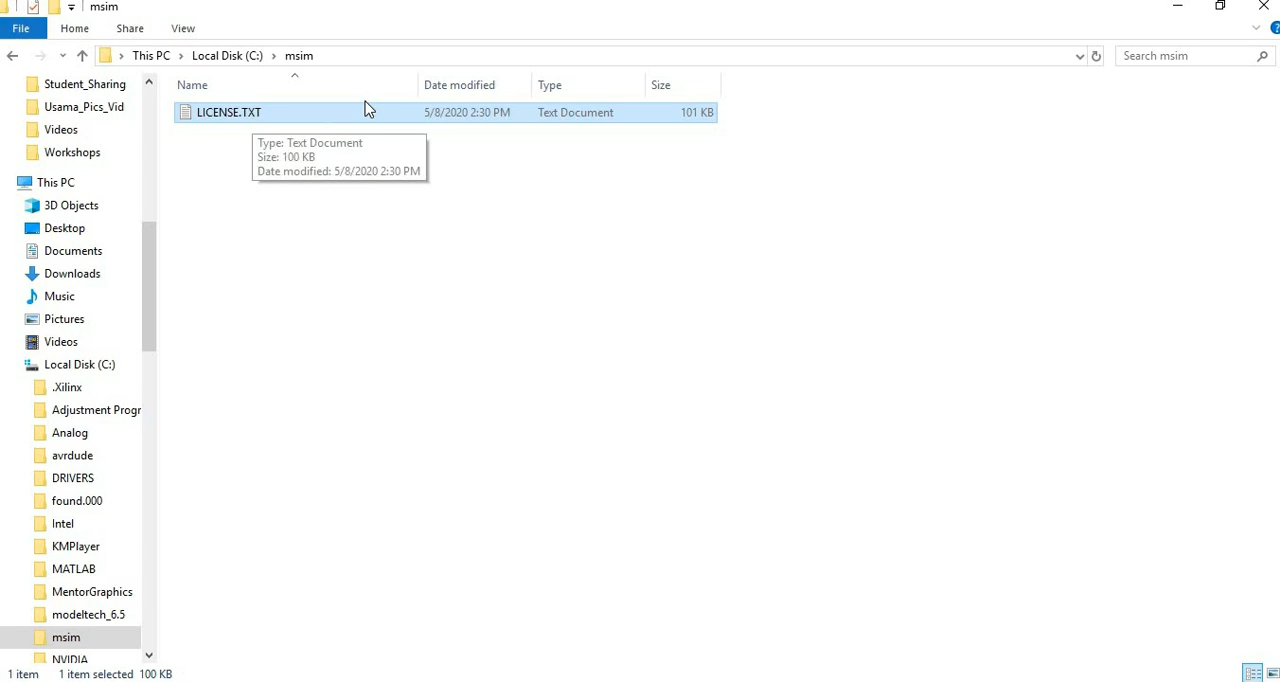 msim
File Home Share View
This PC Local Disk (C:) msim
Search msim
Name Date modified Type Size
LICENSE.TXT 5/8/2020 2:30 PM Text Document 101 KB
Type: Text Document
Size: 100 KB
Date modified: 5/8/2020 2:30 PM
Student_Sharing
Usama_Pics_Vid
Videos
Workshops
This PC
3D Objects
Desktop
Documents
Downloads
Music
Pictures
Videos
Local Disk (C:)
.Xilinx
Adjustment Progr
Analog
avrdude
DRIVERS
found.000
Intel
KMPlayer
MATLAB
MentorGraphics
modeltech_6.5
msim
NVIDIA
1 item 1 item selected 100 KB